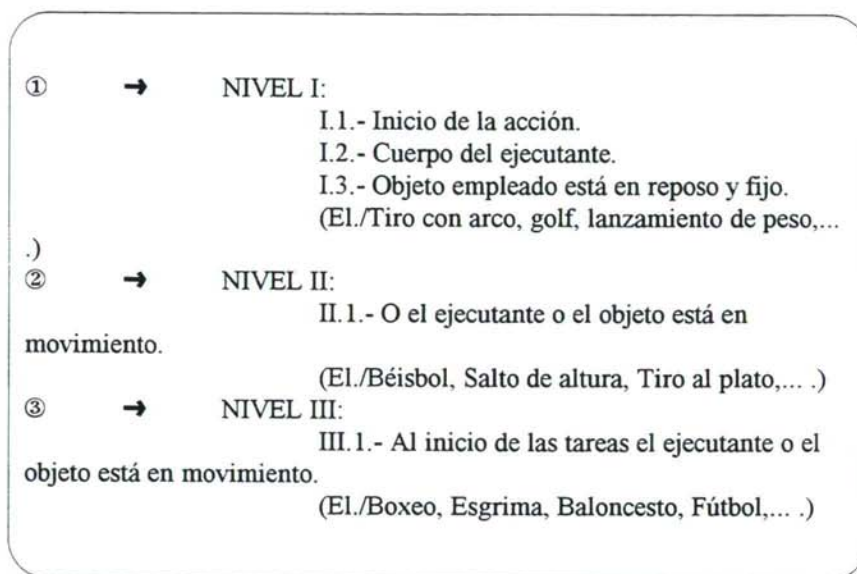 ① → NIVEL I:
I.1.- Inicio de la acción.
I.2.- Cuerpo del ejecutante.
I.3.- Objeto empleado está en reposo y fijo.
(El./Tiro con arco, golf, lanzamiento de peso,...
.)
② → NIVEL II:
II.1.- O el ejecutante o el objeto está en
movimiento.
(El./Béisbol, Salto de altura, Tiro al plato,... .)
③ → NIVEL III:
III.1.- Al inicio de las tareas el ejecutante o el
objeto está en movimiento.
(El./Boxeo, Esgrima, Baloncesto, Fútbol,... .)